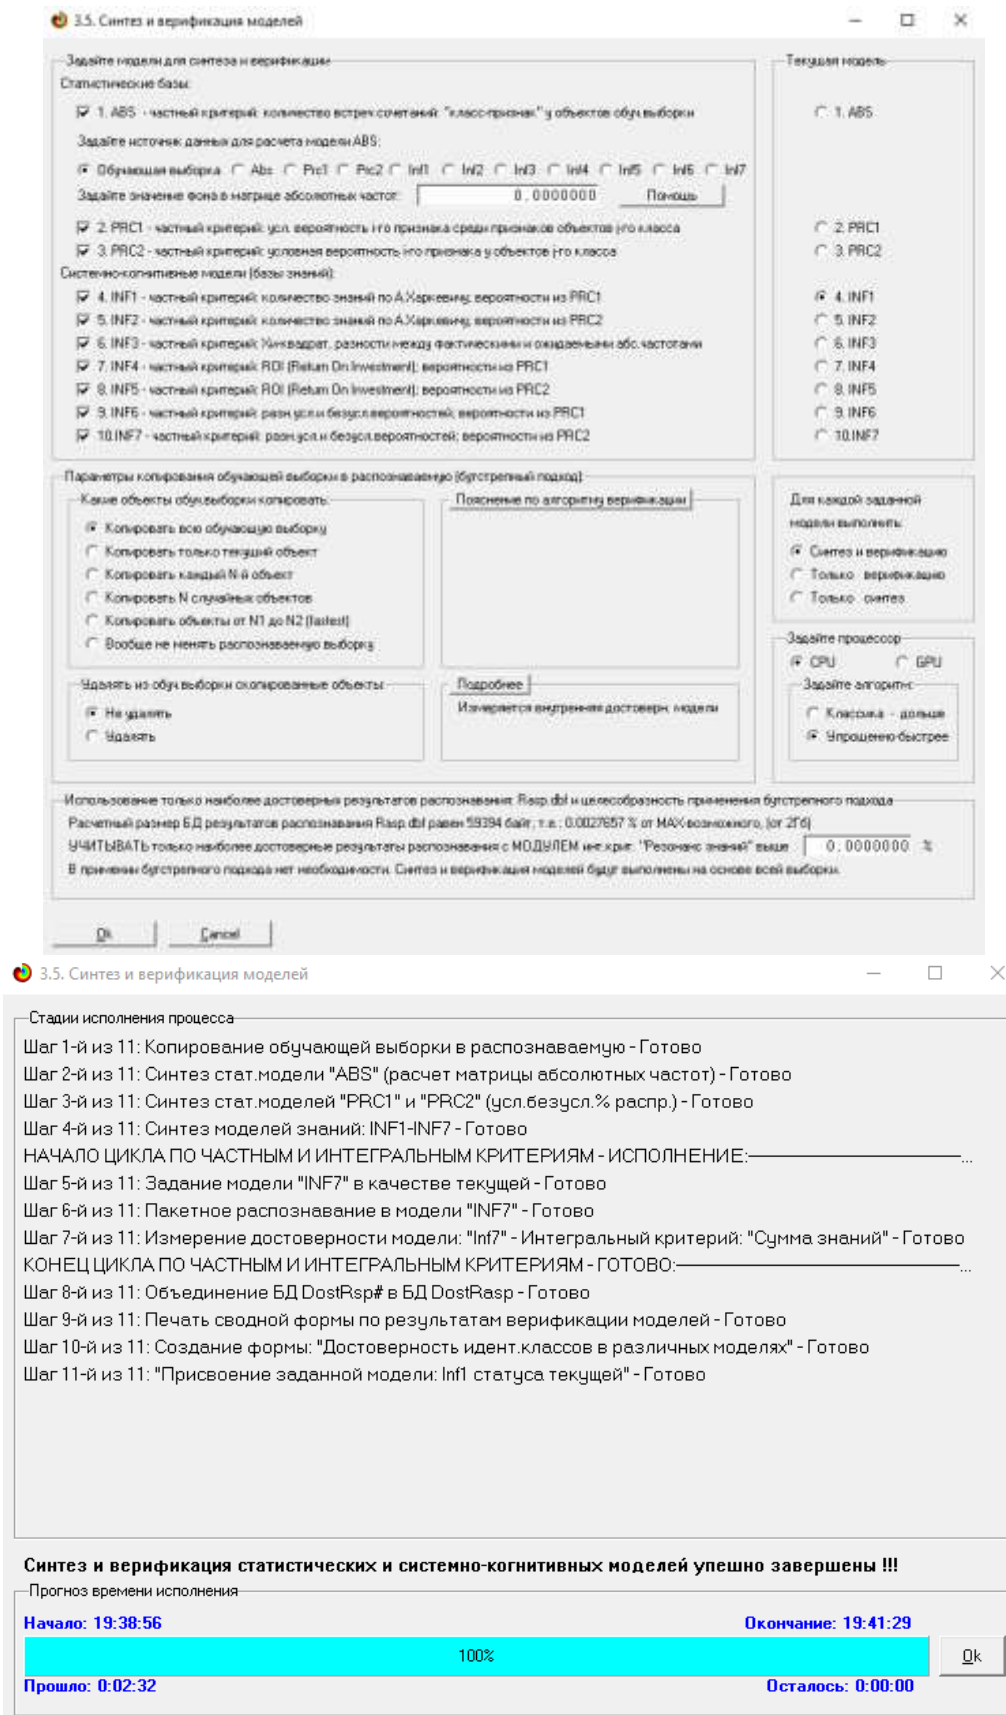 3.5. Синтез и верификация моделей
Задайте модели для синтеза и верификации
Текущая модель
Статистические базы:
1. ABS - частный критерий: количество встреч сочетаний: "класс-признак" у объектов обуч.выборки
1. ABS
Задайте источник данных для расчета модели ABS:
Обучающая выборка Abs Prc1 Prc2 Inf1 Inf2 Inf3 Inf4 Inf5 Inf6 Inf7
Задайте значение фона в матрице абсолютных частот: 0.0000000 Помощь
2. PRC1 - частный критерий: усл. вероятность i-го признака среди признаков объектов j-го класса
2. PRC1
3. PRC2 - частный критерий: условная вероятность i-го признака у объектов j-го класса
3. PRC2
Системно-когнитивные модели (базы знаний):
4. INF1 - частный критерий: количество знаний по А.Харкевичу; вероятности из PRC1
4. INF1
5. INF2 - частный критерий: количество знаний по А.Харкевичу; вероятности из PRC2
5. INF2
6. INF3 - частный критерий: Хи-квадрат, разности между фактическими и ожидаемыми абс.частотами
6. INF3
7. INF4 - частный критерий: ROI (Return On Investment); вероятности из PRC1
7. INF4
8. INF5 - частный критерий: ROI (Return On Investment); вероятности из PRC2
8. INF5
9. INF6 - частный критерий: разн.усл.и безусл.вероятностей; вероятности из PRC1
9. INF6
10.INF7 - частный критерий: разн.усл.и безусл.вероятностей; вероятности из PRC2
10.INF7
Параметры копирования обучающей выборки в распознаваемую (бутстрепный подход):
Какие объекты обуч.выборки копировать:
Копировать всю обучающую выборку
Копировать только текущий объект
Копировать каждый N-й объект
Копировать N случайных объектов
Копировать объекты от N1 до N2 (fastest)
Вообще не менять распознаваемую выборку
Пояснение по алгоритму верификации
Для каждой заданной
модели выполнить:
Синтез и верификацию
Только верификацию
Только синтез
Задайте процессор
CPU GPU
Задайте алгоритм:
Классика - дольше
Упрощенно-быстрее
Удалять из обуч.выборки скопированные объекты:
Не удалять
Удалять
Подробнее
Измеряется внутренняя достоверн. модели
Использование только наиболее достоверных результатов распознавания: Rasp.dbf и целесообразность применения бутстрепного подхода
Расчетный размер БД результатов распознавания Rasp.dbf равен 59394 байт, т.е.: 0.0027657 % от MAX-возможного, (от 2Гб)
УЧИТЫВАТЬ только наиболее достоверные результаты распознавания с МОДУЛЕМ инт.крит. "Резонанс знаний" выше: 0.0000000 %
В применении бутстрепного подхода нет необходимости. Синтез и верификация моделей будут выполнены на основе всей выборки.
Ok Cancel
3.5. Синтез и верификация моделей
Стадии исполнения процесса
Шаг 1-й из 11: Копирование обучающей выборки в распознаваемую - Готово
Шаг 2-й из 11: Синтез стат.модели "ABS" (расчет матрицы абсолютных частот) - Готово
Шаг 3-й из 11: Синтез стат.моделей "PRC1" и "PRC2" (усл.безусл.% распр.) - Готово
Шаг 4-й из 11: Синтез моделей знаний: INF1-INF7 - Готово
НАЧАЛО ЦИКЛА ПО ЧАСТНЫМ И ИНТЕГРАЛЬНЫМ КРИТЕРИЯМ - ИСПОЛНЕНИЕ:————————...
Шаг 5-й из 11: Задание модели "INF7" в качестве текущей - Готово
Шаг 6-й из 11: Пакетное распознавание в модели "INF7" - Готово
Шаг 7-й из 11: Измерение достоверности модели: "Inf7" - Интегральный критерий: "Сумма знаний" - Готово
КОНЕЦ ЦИКЛА ПО ЧАСТНЫМ И ИНТЕГРАЛЬНЫМ КРИТЕРИЯМ - ГОТОВО:————————...
Шаг 8-й из 11: Объединение БД DostRsp# в БД DostRasp - Готово
Шаг 9-й из 11: Печать сводной формы по результатам верификации моделей - Готово
Шаг 10-й из 11: Создание формы: "Достоверность идент.классов в различных моделях" - Готово
Шаг 11-й из 11: "Присвоение заданной модели: Inf1 статуса текущей" - Готово
Синтез и верификация статистических и системно-когнитивных моделей упешно завершены !!!
Прогноз времени исполнения
Начало: 19:38:56 Окончание: 19:41:29
100% Ok
Прошло: 0:02:32 Осталось: 0:00:00